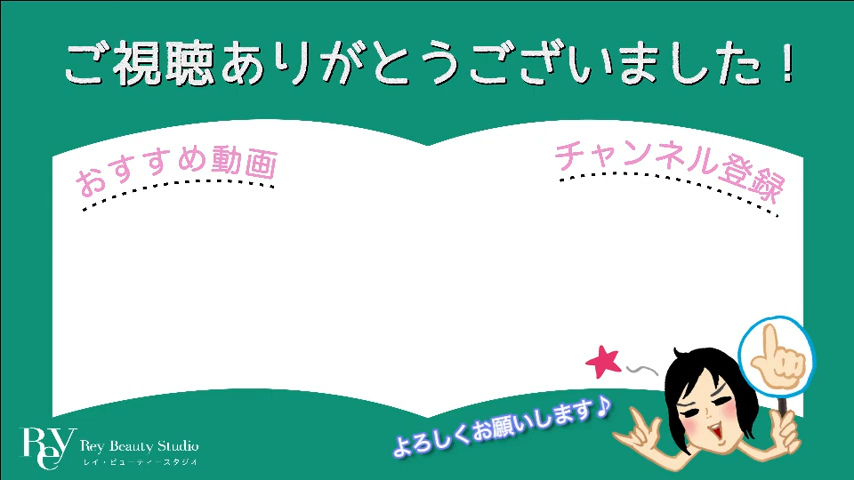 ご視聴ありがとうございました！
おすすめ動画
チャンネル登録
よろしくお願いします♪
Rey
Rey Beauty Studio
レイ・ビューティースタジオ